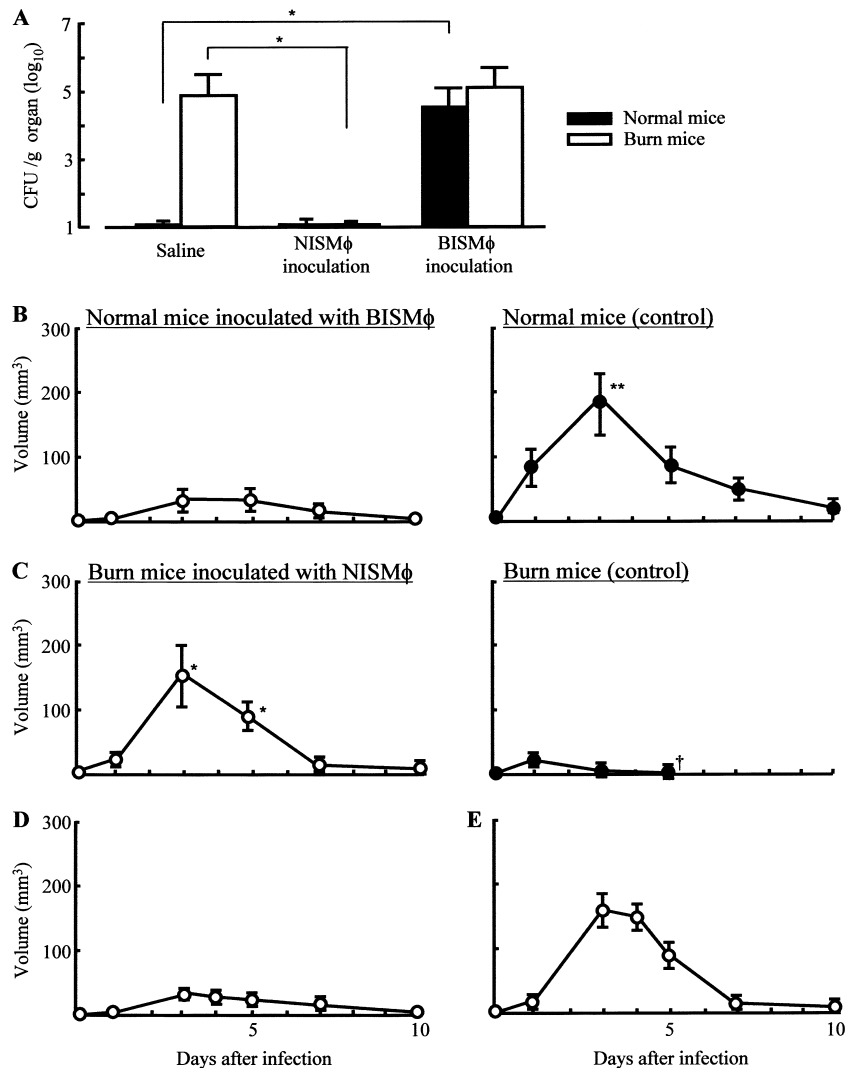 A
*
*
7
5
3
1
CFU /g organ (log10)
Saline
NISMϕ
inoculation
BISMϕ
inoculation
Normal mice
Burn mice
B
Normal mice inoculated with BISMϕ
Normal mice (control)
300
200
100
Volume (mm³)
**
C
Burn mice inoculated with NISMϕ
Burn mice (control)
300
200
100
Volume (mm³)
*
*
†
D
E
300
200
100
Volume (mm³)
5
10
5
10
Days after infection
Days after infection